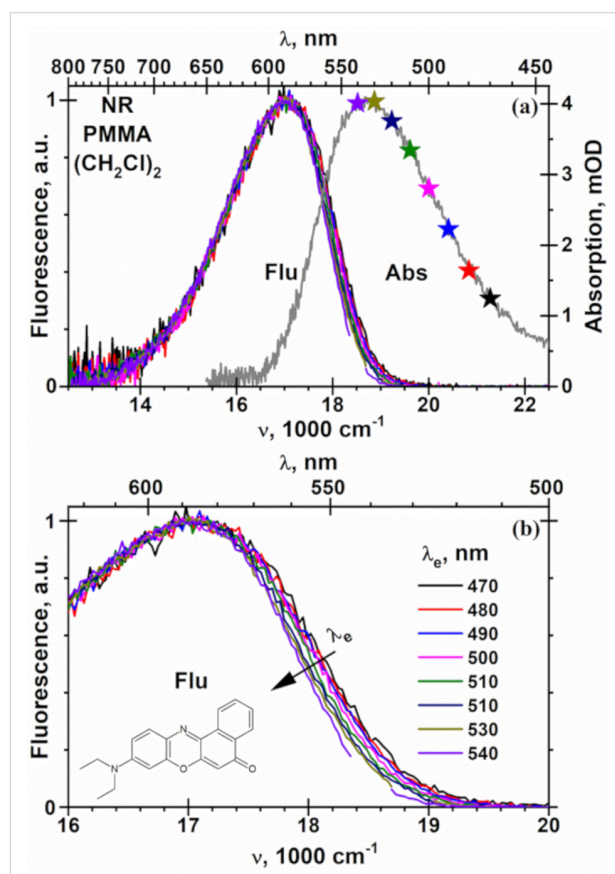 λ, nm
800 750 700 650 600 550 500 450
1
NR
PMMA
(CH₂Cl)₂
(a)
4
3
2
1
0
Fluorescence, a.u.
Absorption, mOD
Flu
Abs
0
14 16 18 20 22
ν, 1000 cm⁻¹
λ, nm
600 550 500
1
(b)
λₑ, nm
470
480
490
500
510
510
530
540
λₑ
Fluorescence, a.u.
Flu
N
N
O
O
0
16 17 18 19 20
ν, 1000 cm⁻¹